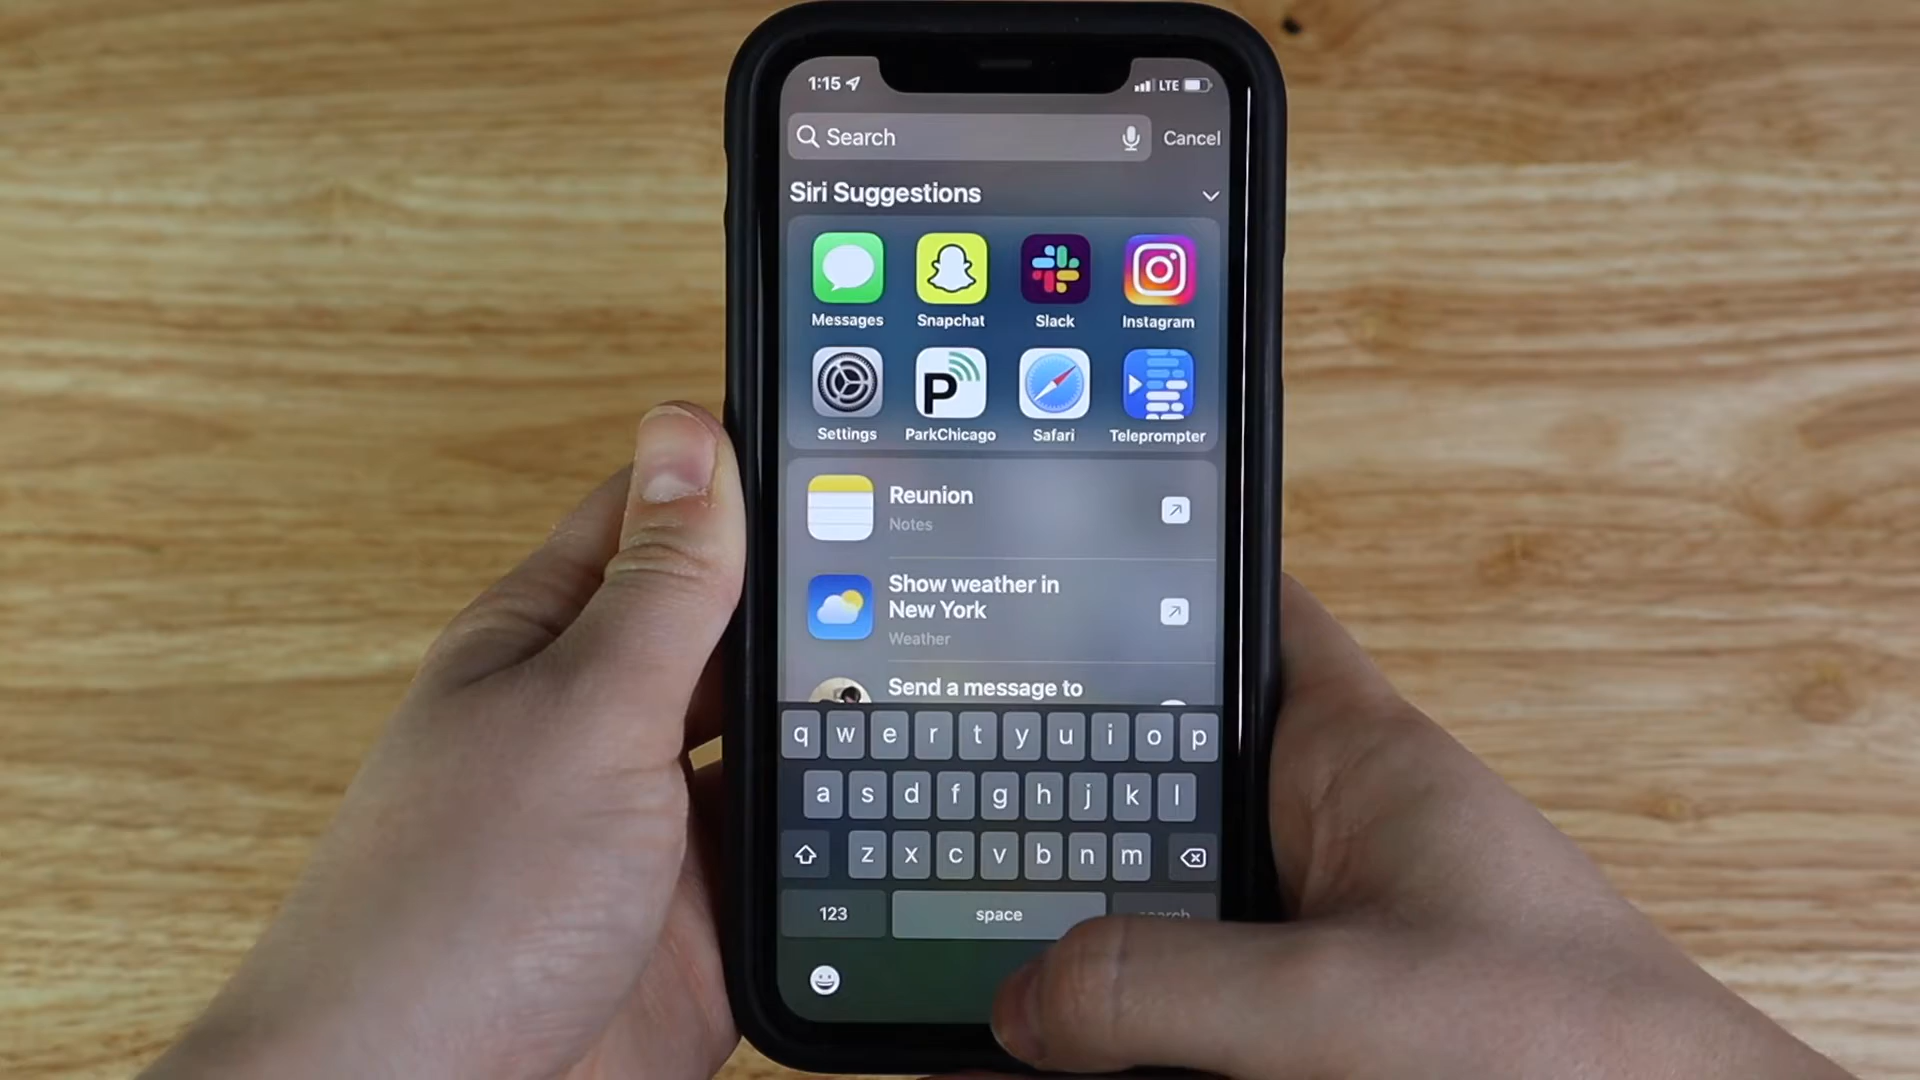 1:15 LTE
Search Cancel
Siri Suggestions
Messages Snapchat Slack Instagram
P
Settings ParkChicago Safari Teleprompter
Reunion
Notes
Show weather in
New York
Weather
Send a message to
q w e r t y u i o p
a s d f g h j k l
z x c v b n m
123 space search